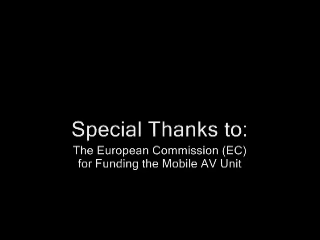 Special Thanks to:
The European Commission (EC)
for Funding the Mobile AV Unit